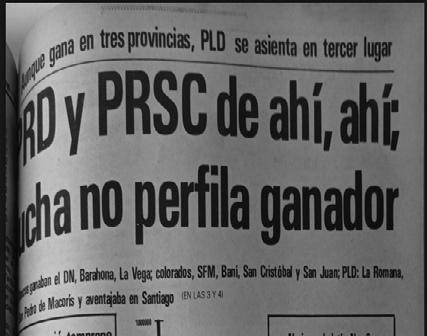 Aunque gana en tres provincias, PLD se asienta en tercer lugar
PRD y PRSC de ahí, ahí;
lucha no perfila ganador
ganaban el DN, Barahona, La Vega; colorados, SFM, Baní, San Cristóbal y San Juan; PLD: La Romana,
Pedro de Macorís y aventajaba en Santiago (EN LAS 3 Y 4)